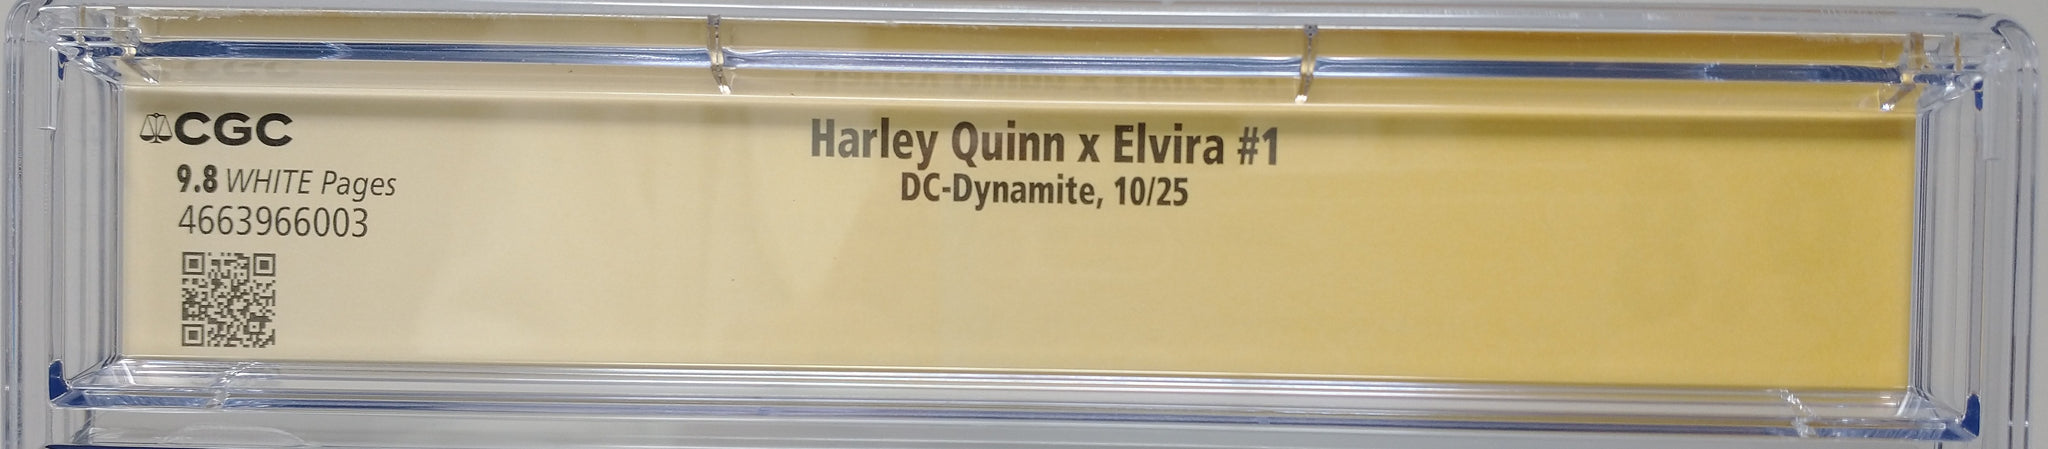 CGC
9.8 WHITE Pages
4663966003
Harley Quinn x Elvira #1
DC-Dynamite, 10/25